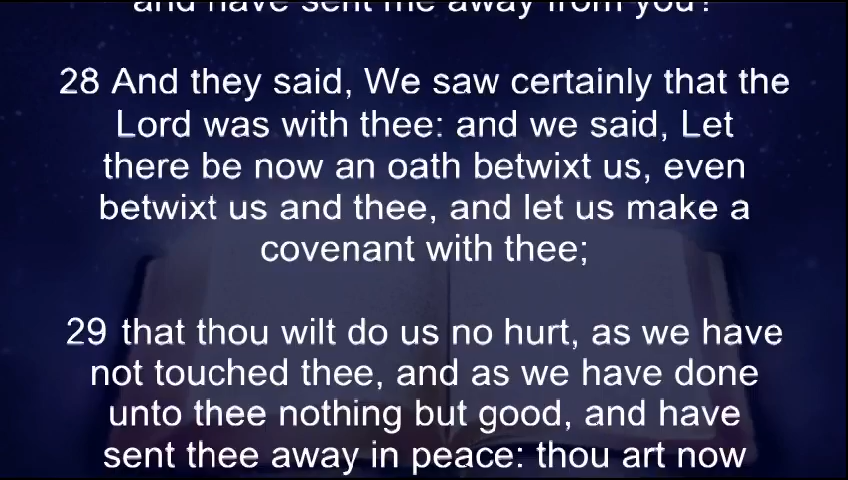 and have sent me away from you?
28 And they said, We saw certainly that the
Lord was with thee: and we said, Let
there be now an oath betwixt us, even
betwixt us and thee, and let us make a
covenant with thee;
29 that thou wilt do us no hurt, as we have
not touched thee, and as we have done
unto thee nothing but good, and have
sent thee away in peace: thou art now